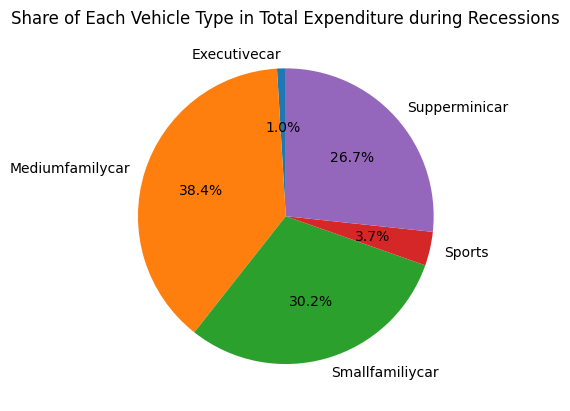 Share of Each Vehicle Type in Total Expenditure during Recessions
Executivecar
1.0%
Supperminicar
26.7%
Mediumfamilycar
38.4%
3.7%
Sports
30.2%
Smallfamiliycar